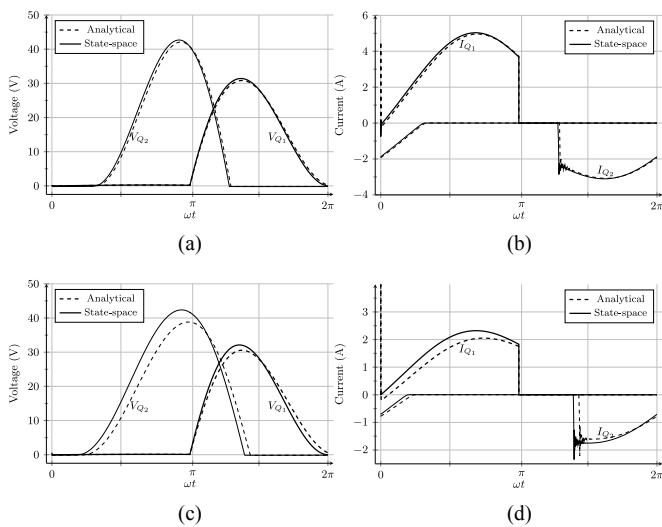 50
40
30
20
10
0
Voltage (V)
Analytical
State-space
V_{Q_2}
V_{Q_1}
0
π
2π
ωt
(a)
6
4
2
0
−2
−4
Current (A)
Analytical
State-space
I_{Q_1}
I_{Q_2}
0
π
2π
ωt
(b)
50
40
30
20
10
0
Voltage (V)
Analytical
State-space
V_{Q_2}
V_{Q_1}
0
π
2π
ωt
(c)
4
3
2
1
0
−1
−2
Current (A)
Analytical
State-space
I_{Q_1}
I_{Q_2}
0
π
2π
ωt
(d)